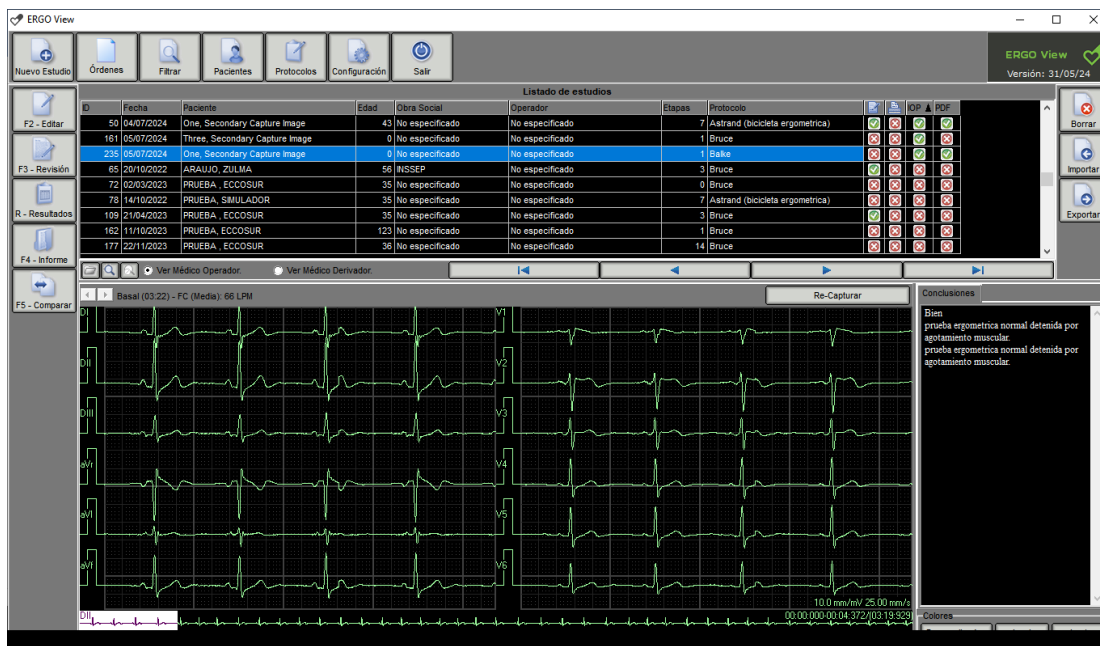 ERGO View
Nuevo Estudio Órdenes Filtrar Pacientes Protocolos Configuración Salir
ERGO View
Versión: 31/05/24
Listado de estudios
ID Fecha Paciente Edad Obra Social Operador Etapas Protocolo IOP PDF
50 04/07/2024 One, Secondary Capture Image 43 No especificado No especificado 7 Astrand (bicicleta ergometrica)
161 05/07/2024 Three, Secondary Capture Image 0 No especificado No especificado 1 Bruce
235 05/07/2024 One, Secondary Capture Image 0 No especificado No especificado 1 Balke
65 20/10/2022 ARAUJO, ZULMA 56 INSSEP No especificado 3 Bruce
72 02/03/2023 PRUEBA , ECCOSUR 35 No especificado No especificado 0 Bruce
78 14/10/2022 PRUEBA, SIMULADOR 35 No especificado No especificado 7 Astrand (bicicleta ergometrica)
109 21/04/2023 PRUEBA , ECCOSUR 35 No especificado No especificado 3 Bruce
162 11/10/2023 PRUEBA, ECCOSUR 123 No especificado No especificado 1 Bruce
177 22/11/2023 PRUEBA , ECCOSUR 36 No especificado No especificado 14 Bruce
F2 - Editar
F3 - Revisión
R - Resultados
F4 - Informe
F5 - Comparar
Borrar
Importar
Exportar
Ver Médico Operador. Ver Médico Derivador.
Basal (03:22) - FC (Media): 66 LPM
Re-Capturar
Conclusiones
Bien
prueba ergometrica normal detenida por
agotamiento muscular.
prueba ergometrica normal detenida por
agotamiento muscular.
DI V1
DII V2
DIII V3
aVr V4
aVl V5
aVf V6
10.0 mm/mV 25.00 mm/s
DII
00:00:000-00:04:372/(03:19:929)
Colores